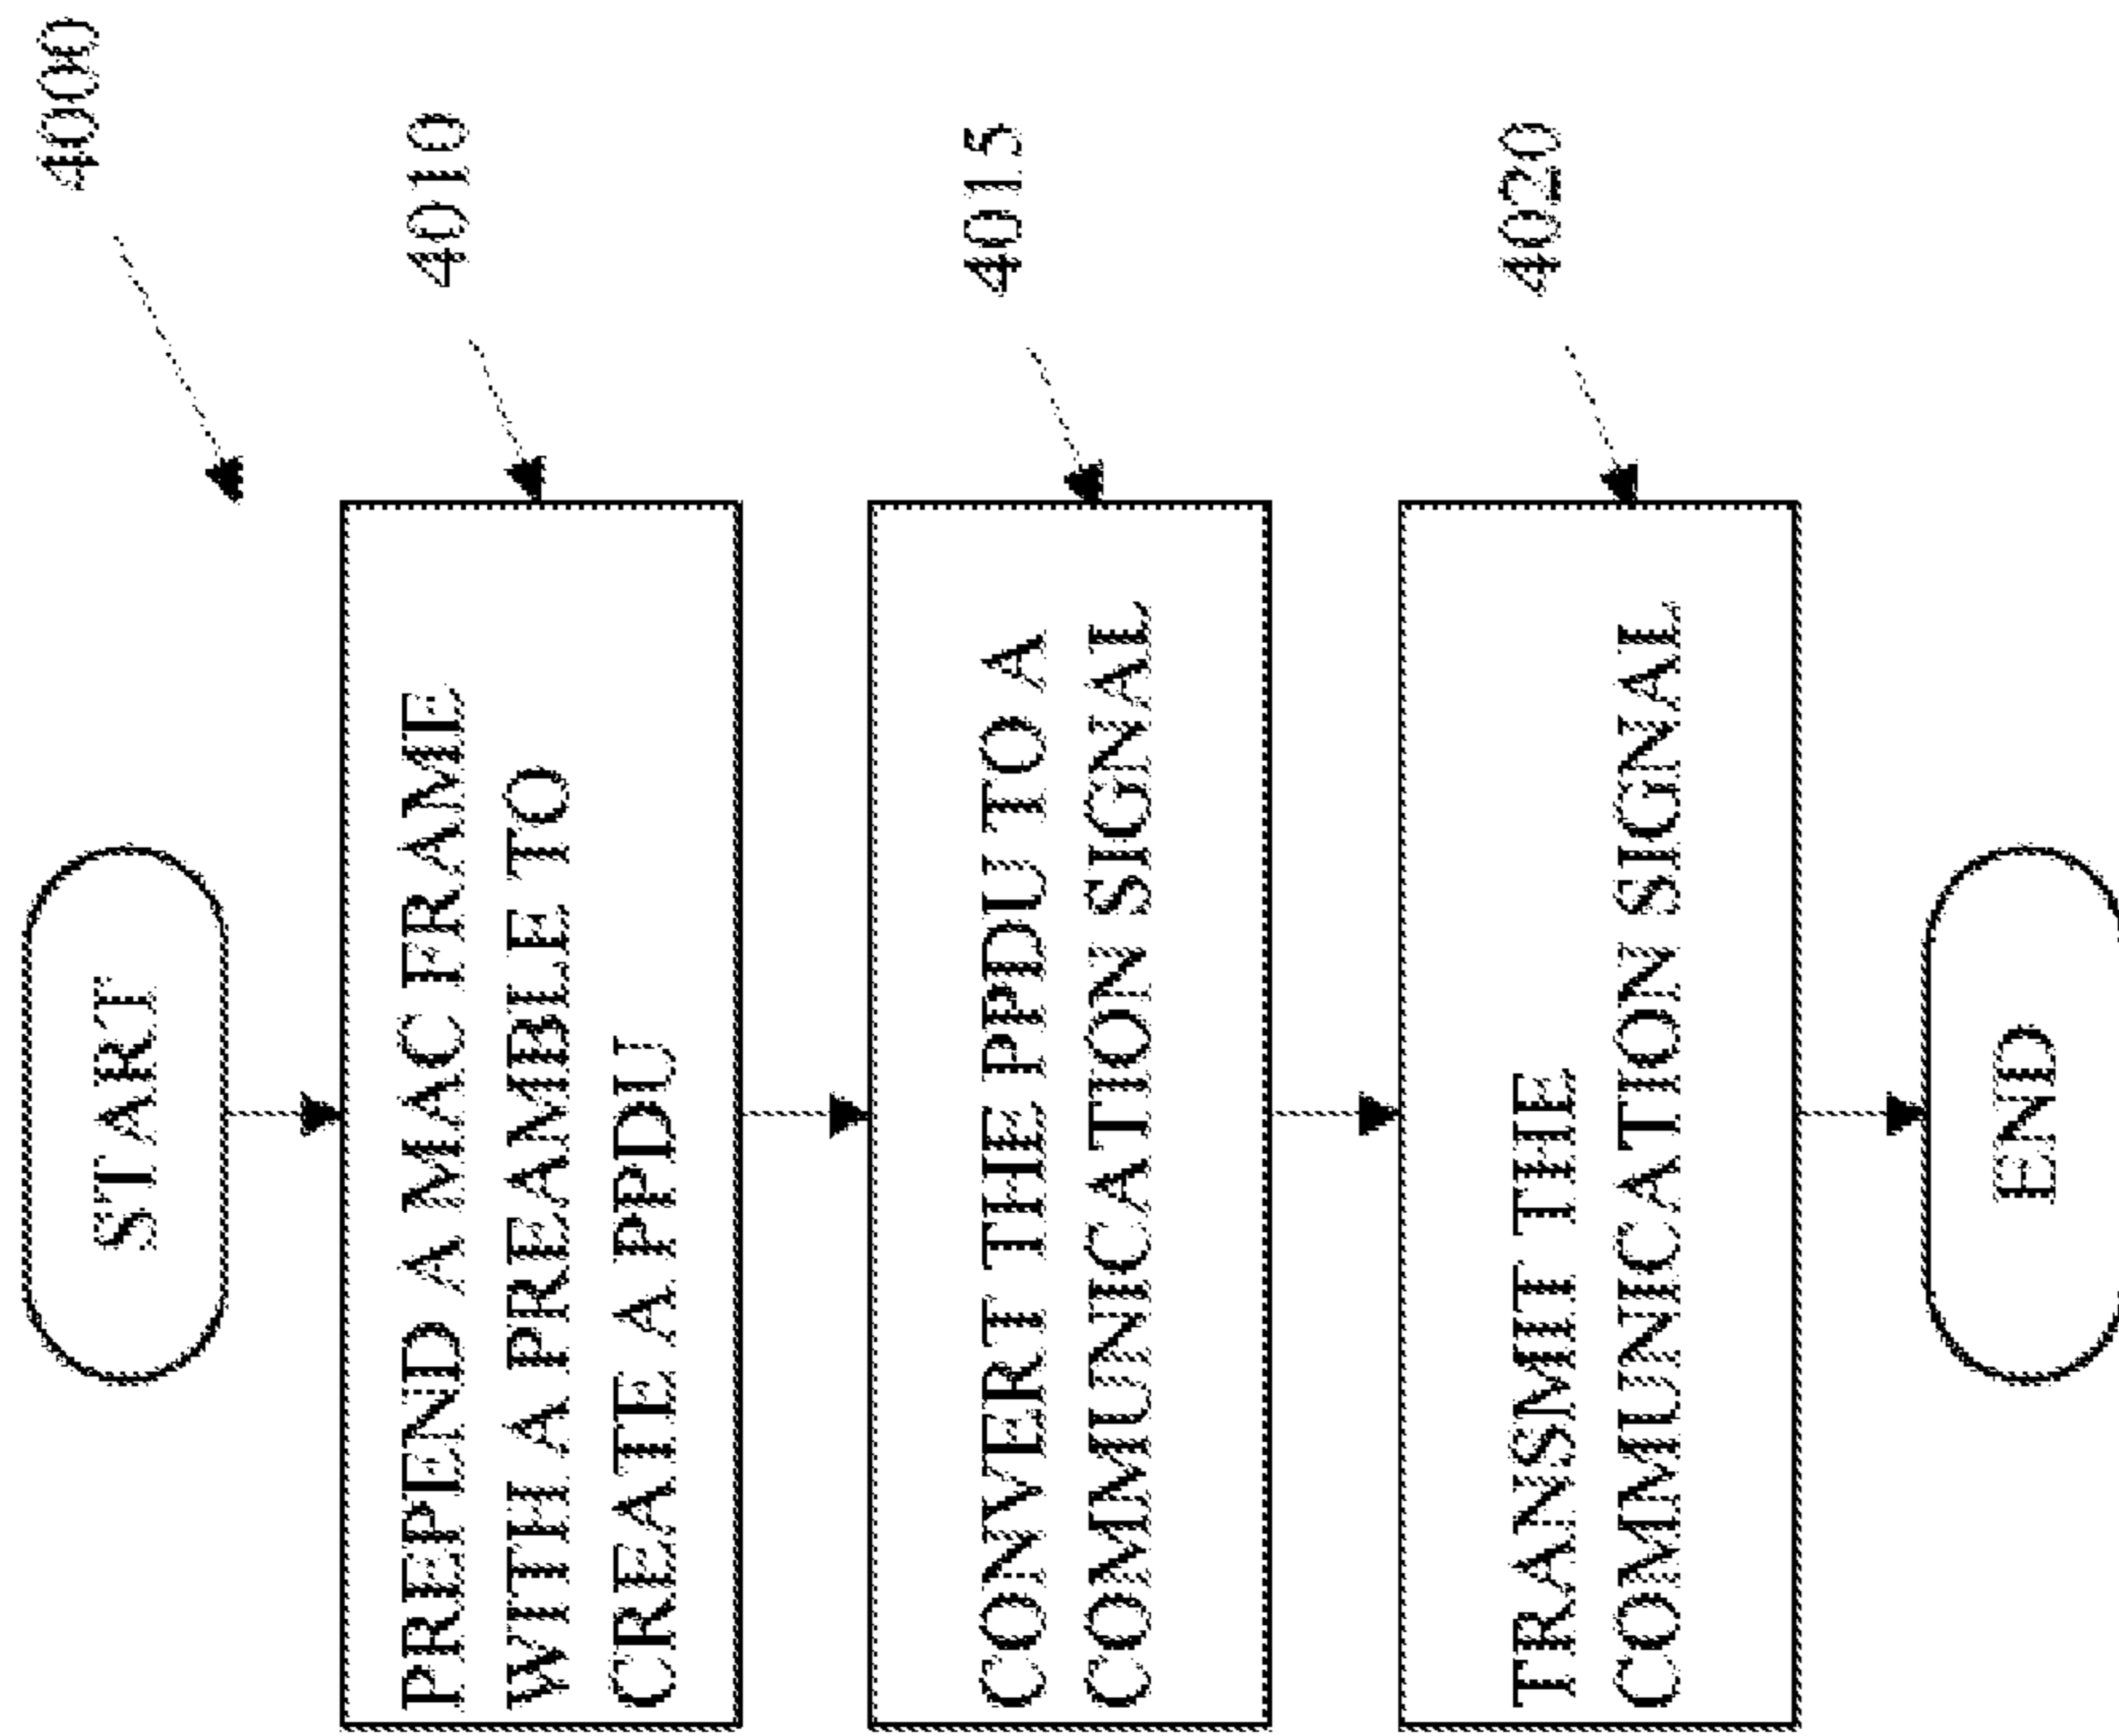 4000
START
PREPEND A MAC FRAME
WITH A PREAMBLE TO
CREATE A PPDU
4010
CONVERT THE PPDU TO A
COMMUNICATION SIGNAL
4015
TRANSMIT THE
COMMUNICATION SIGNAL
4020
END